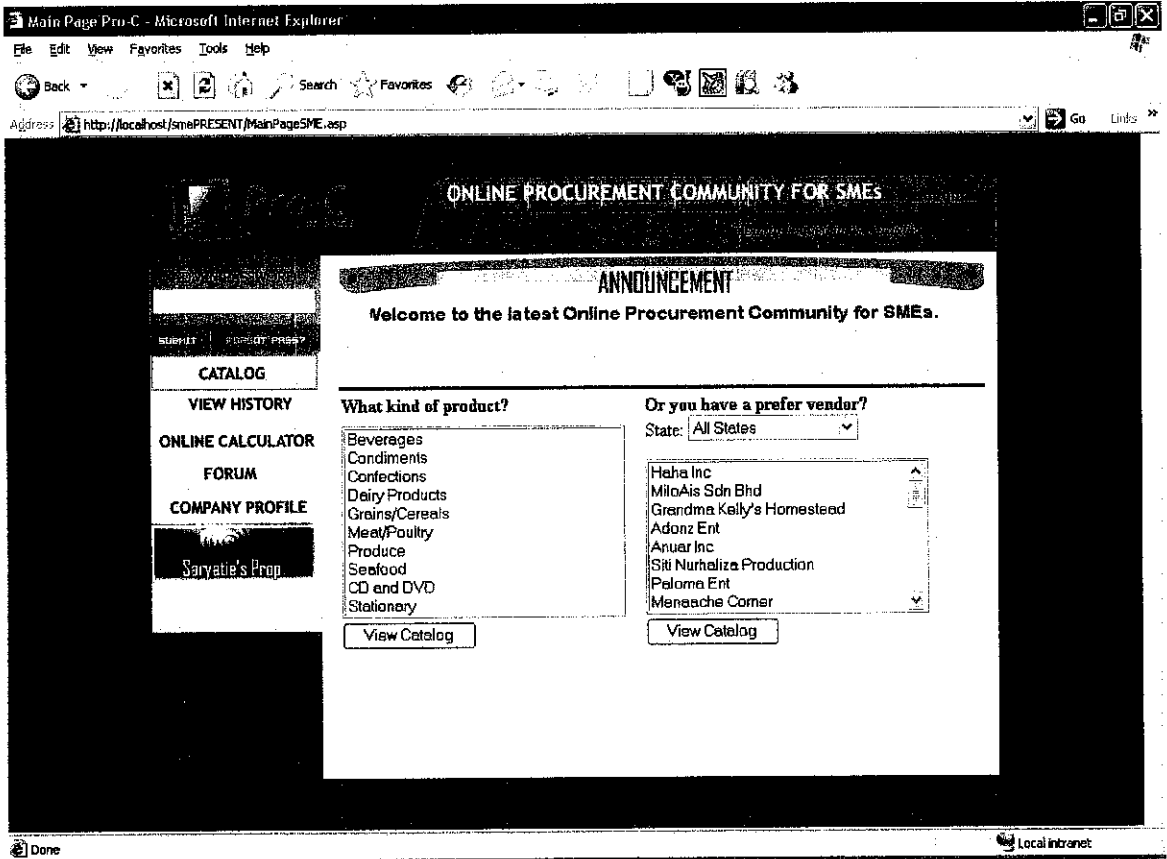 Main Page Pro-C - Microsoft Internet Explorer
File Edit View Favorites Tools Help
Back Search Favorites
Address http://localhost/smePRESENT/MainPageSME.asp Go Links »
Pro-C
ONLINE PROCUREMENT COMMUNITY FOR SMEs
ANNOUNCEMENT
Welcome to the latest Online Procurement Community for SMEs.
SUBMIT | FORGOT PASS?
CATALOG
VIEW HISTORY
ONLINE CALCULATOR
FORUM
COMPANY PROFILE
Saryatie's Prop.
What kind of product?
Beverages
Condiments
Confections
Dairy Products
Grains/Cereals
Meat/Poultry
Produce
Seafood
CD and DVD
Stationary
View Catalog
Or you have a prefer vendor?
State: All States
Haha Inc
MiloAis Sdn Bhd
Grandma Kelly's Homestead
Adonz Ent
Anuar Inc
Siti Nurhaliza Production
Paloma Ent
Menaache Corner
View Catalog
Done
Local intranet